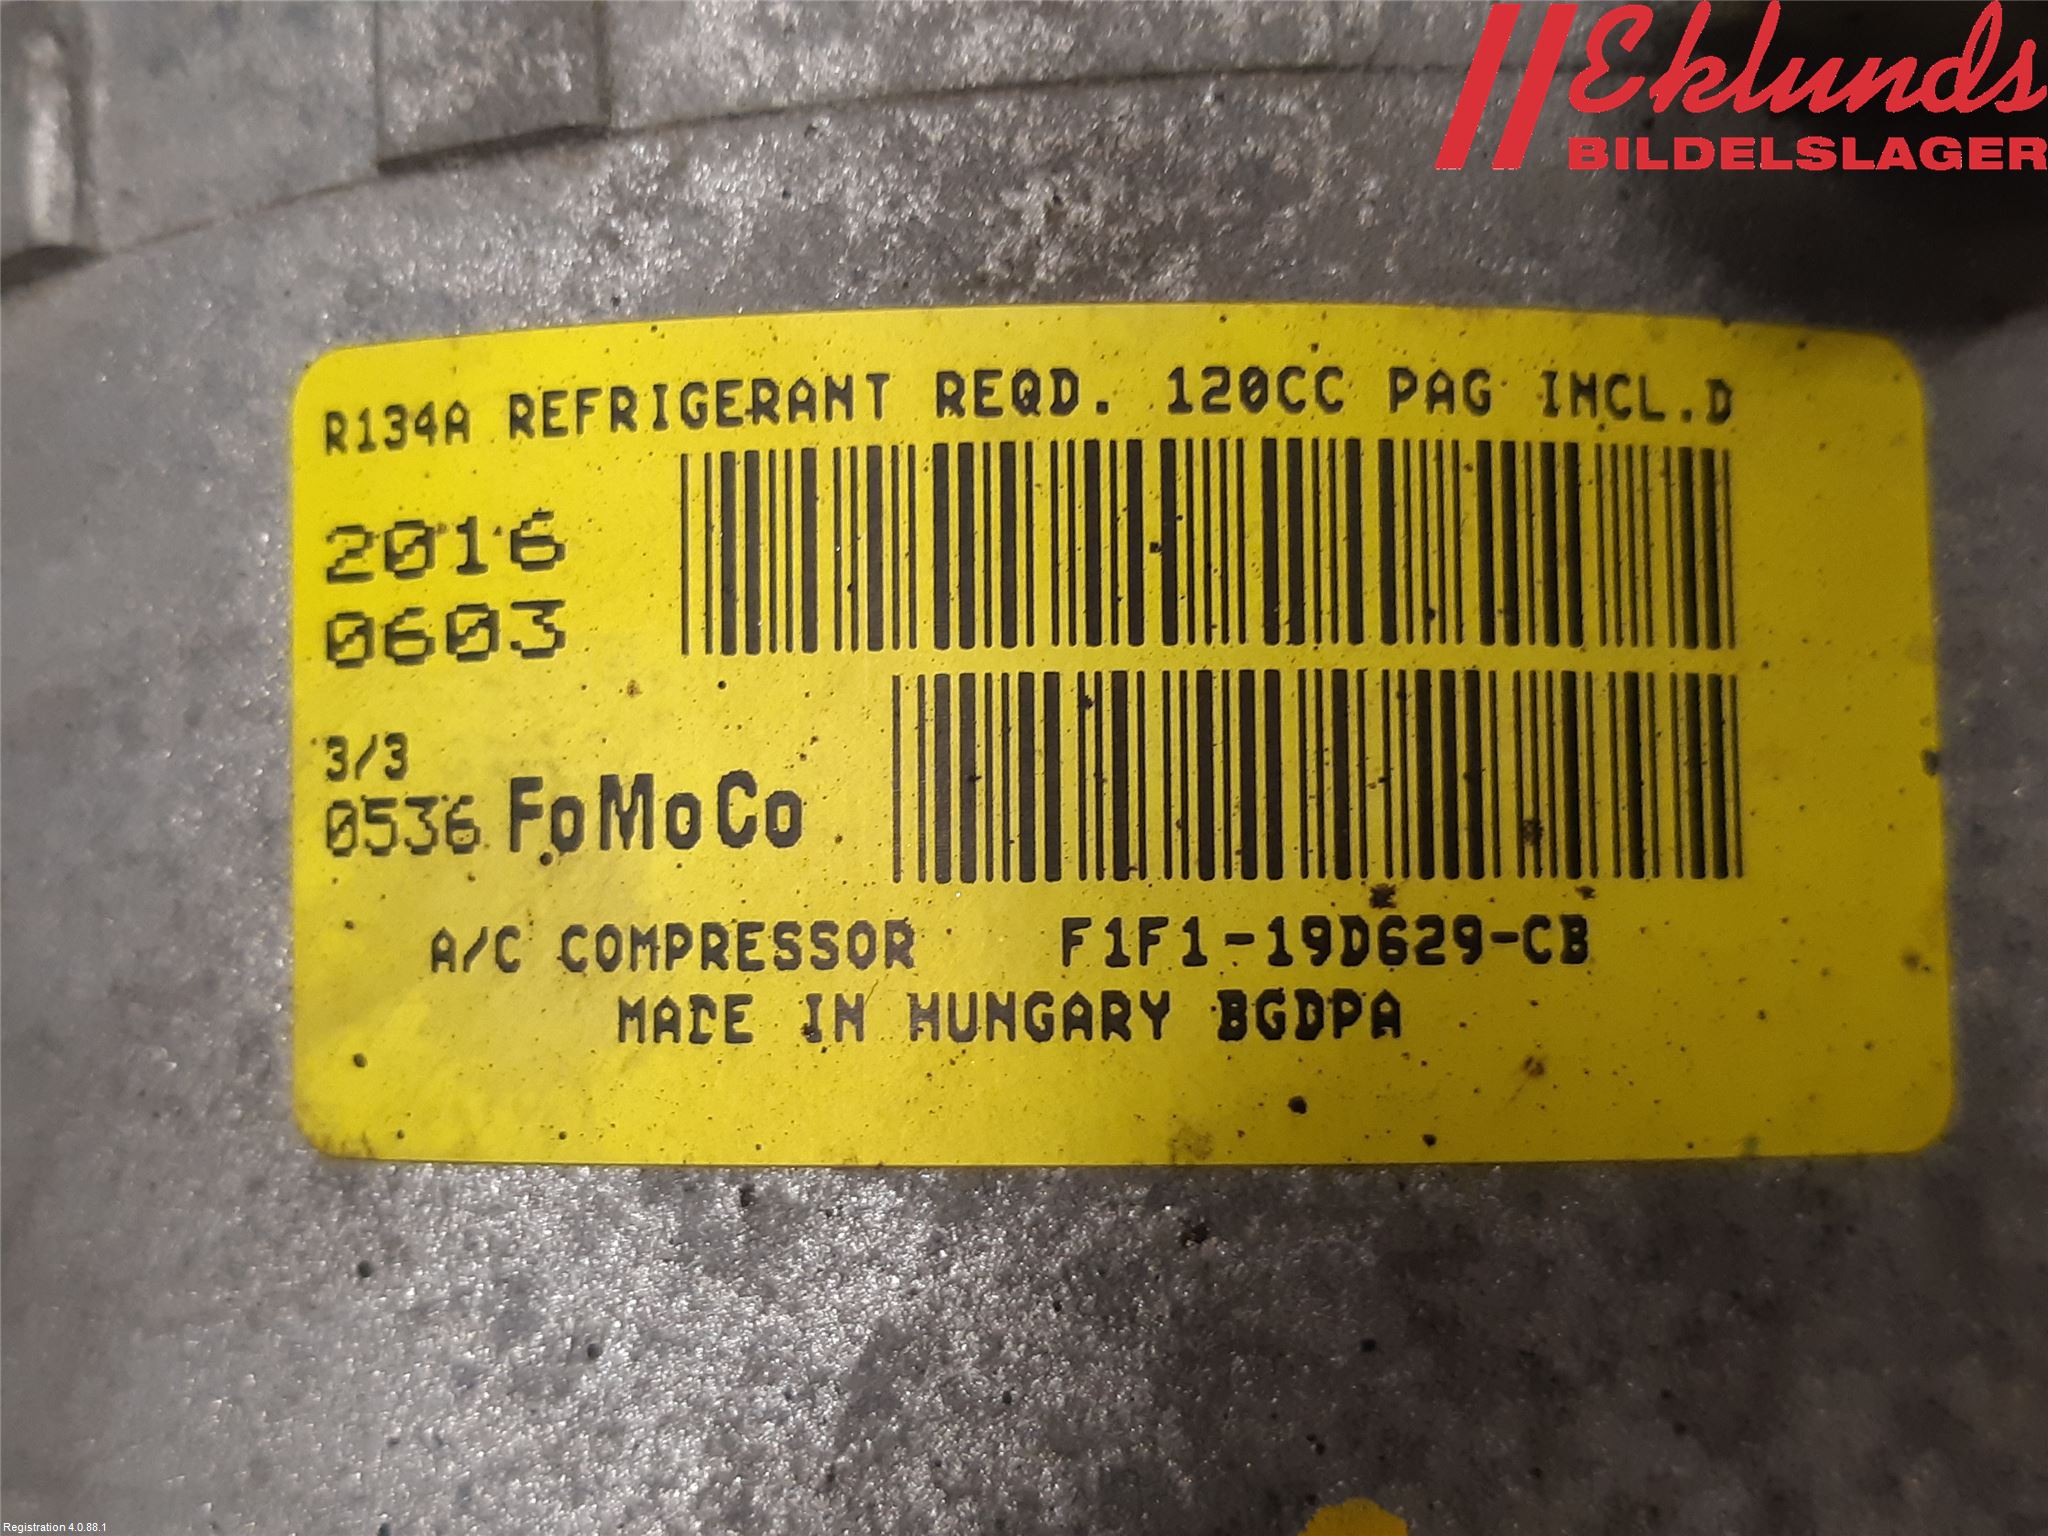 Eklunds
BILDELSLAGER
R134A REFRIGERANT REQD. 120CC PAG INCL.D
2016
0603
3/3
0536 FoMoCo
A/C COMPRESSOR F1F1-19D629-CB
MADE IN HUNGARY BGDPA
Registration 4.0.88.1